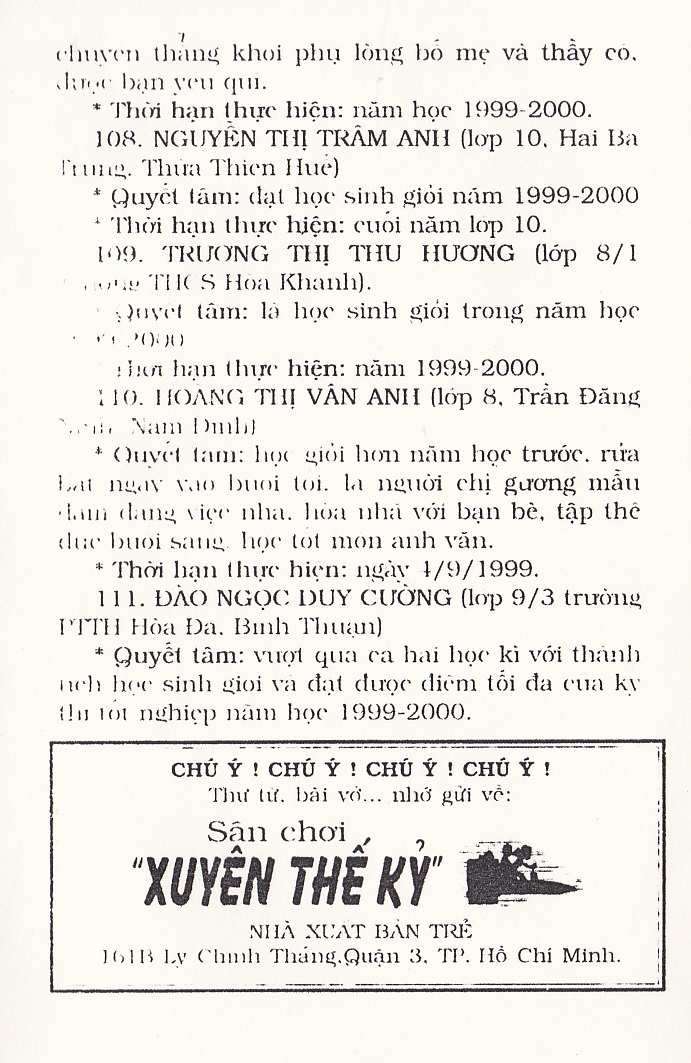 chuyện thẳng khỏi phụ lòng bố mẹ và thầy cô,
được bạn yêu quí.
* Thời hạn thực hiện: năm học 1999-2000.
108. NGUYỄN THỊ TRÂM ANH (lớp 10, Hai Bà
Trưng, Thừa Thiên Huế)
* Quyết tâm: đạt học sinh giỏi năm 1999-2000
* Thời hạn thực hiện: cuối năm lớp 10.
109. TRƯƠNG THỊ THU HƯƠNG (lớp 8/1
trường THCS Hòa Khánh).
Quyết tâm: là học sinh giỏi trong năm học
2000
Thời hạn thực hiện: năm 1999-2000.
110. HOÀNG THỊ VÂN ANH (lớp 8, Trần Đăng
Ninh, Nam Định)
* Quyết tâm: học giỏi hơn năm học trước, rửa
bát ngày vào buổi tối, là người chị gương mẫu
đảm đang việc nhà, hòa nhã với bạn bè, tập thể
dục buổi sáng, học tốt môn anh văn.
* Thời hạn thực hiện: ngày 4/9/1999.
111. ĐÀO NGỌC DUY CƯỜNG (lớp 9/3 trường
PTTH Hòa Đa, Bình Thuận)
* Quyết tâm: vượt qua cả hai học kì với thành
tích học sinh giỏi và đạt được điểm tối đa của kỳ
thi tốt nghiệp năm học 1999-2000.
CHÚ Ý ! CHÚ Ý ! CHÚ Ý ! CHÚ Ý !
Thư từ, bài vở... nhớ gửi về:
Sân chơi
"XUYÊN THẾ KỶ"
NHÀ XUẤT BẢN TRẺ
161B Lý Chính Thắng,Quận 3, TP. Hồ Chí Minh.